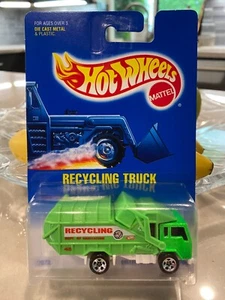 FOR AGES OVER 3.
DIE CAST METAL
& PLASTIC.
Hot Wheels
MATTEL
RECYCLING TRUCK
RECYCLING